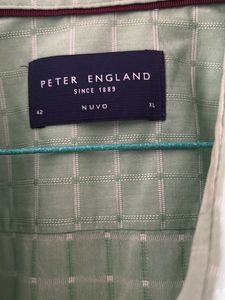 PETER ENGLAND
SINCE 1889
42 NUVO XL